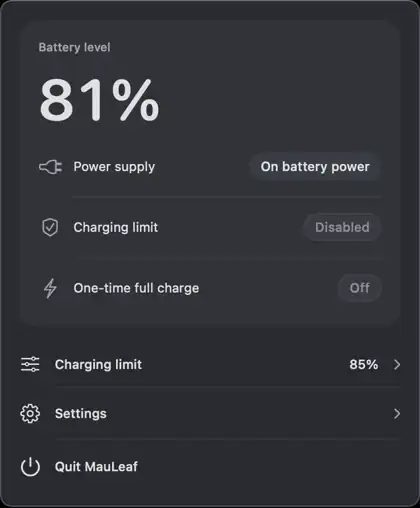 Battery level
81%
Power supply On battery power
Charging limit Disabled
One-time full charge Off
Charging limit 85%
Settings
Quit MauLeaf